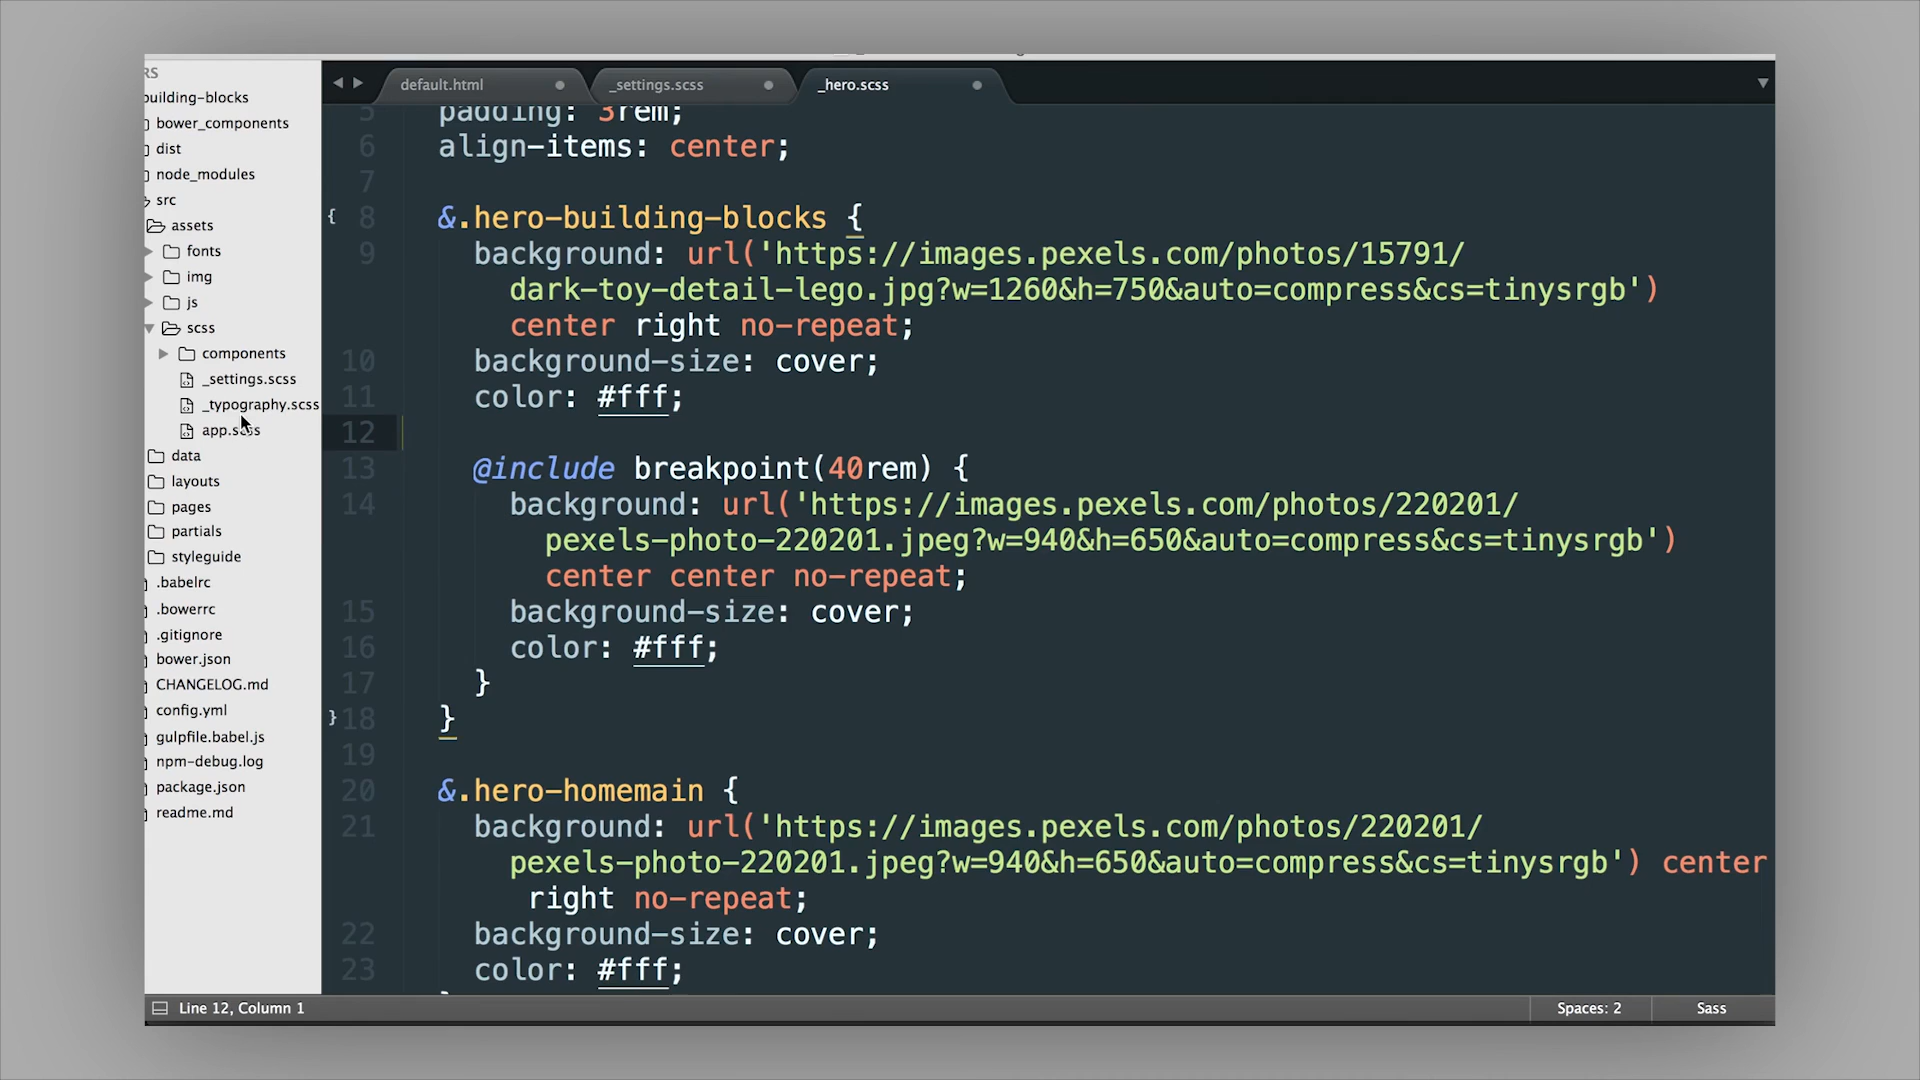 RS
building-blocks
bower_components
dist
node_modules
src
assets
fonts
img
js
scss
components
_settings.scss
_typography.scss
app.scss
data
layouts
pages
partials
styleguide
.babelrc
.bowerrc
.gitignore
bower.json
CHANGELOG.md
config.yml
gulpfile.babel.js
npm-debug.log
package.json
readme.md
default.html
_settings.scss
_hero.scss
5 padding: 3rem;
6 align-items: center;
7
{ 8 &.hero-building-blocks {
9 background: url('https://images.pexels.com/photos/15791/
dark-toy-detail-lego.jpg?w=1260&h=750&auto=compress&cs=tinysrgb')
center right no-repeat;
10 background-size: cover;
11 color: #fff;
12
13 @include breakpoint(40rem) {
14 background: url('https://images.pexels.com/photos/220201/
pexels-photo-220201.jpeg?w=940&h=650&auto=compress&cs=tinysrgb')
center center no-repeat;
15 background-size: cover;
16 color: #fff;
17 }
} 18 }
19
20 &.hero-homemain {
21 background: url('https://images.pexels.com/photos/220201/
pexels-photo-220201.jpeg?w=940&h=650&auto=compress&cs=tinysrgb') center
right no-repeat;
22 background-size: cover;
23 color: #fff;
Line 12, Column 1
Spaces: 2
Sass